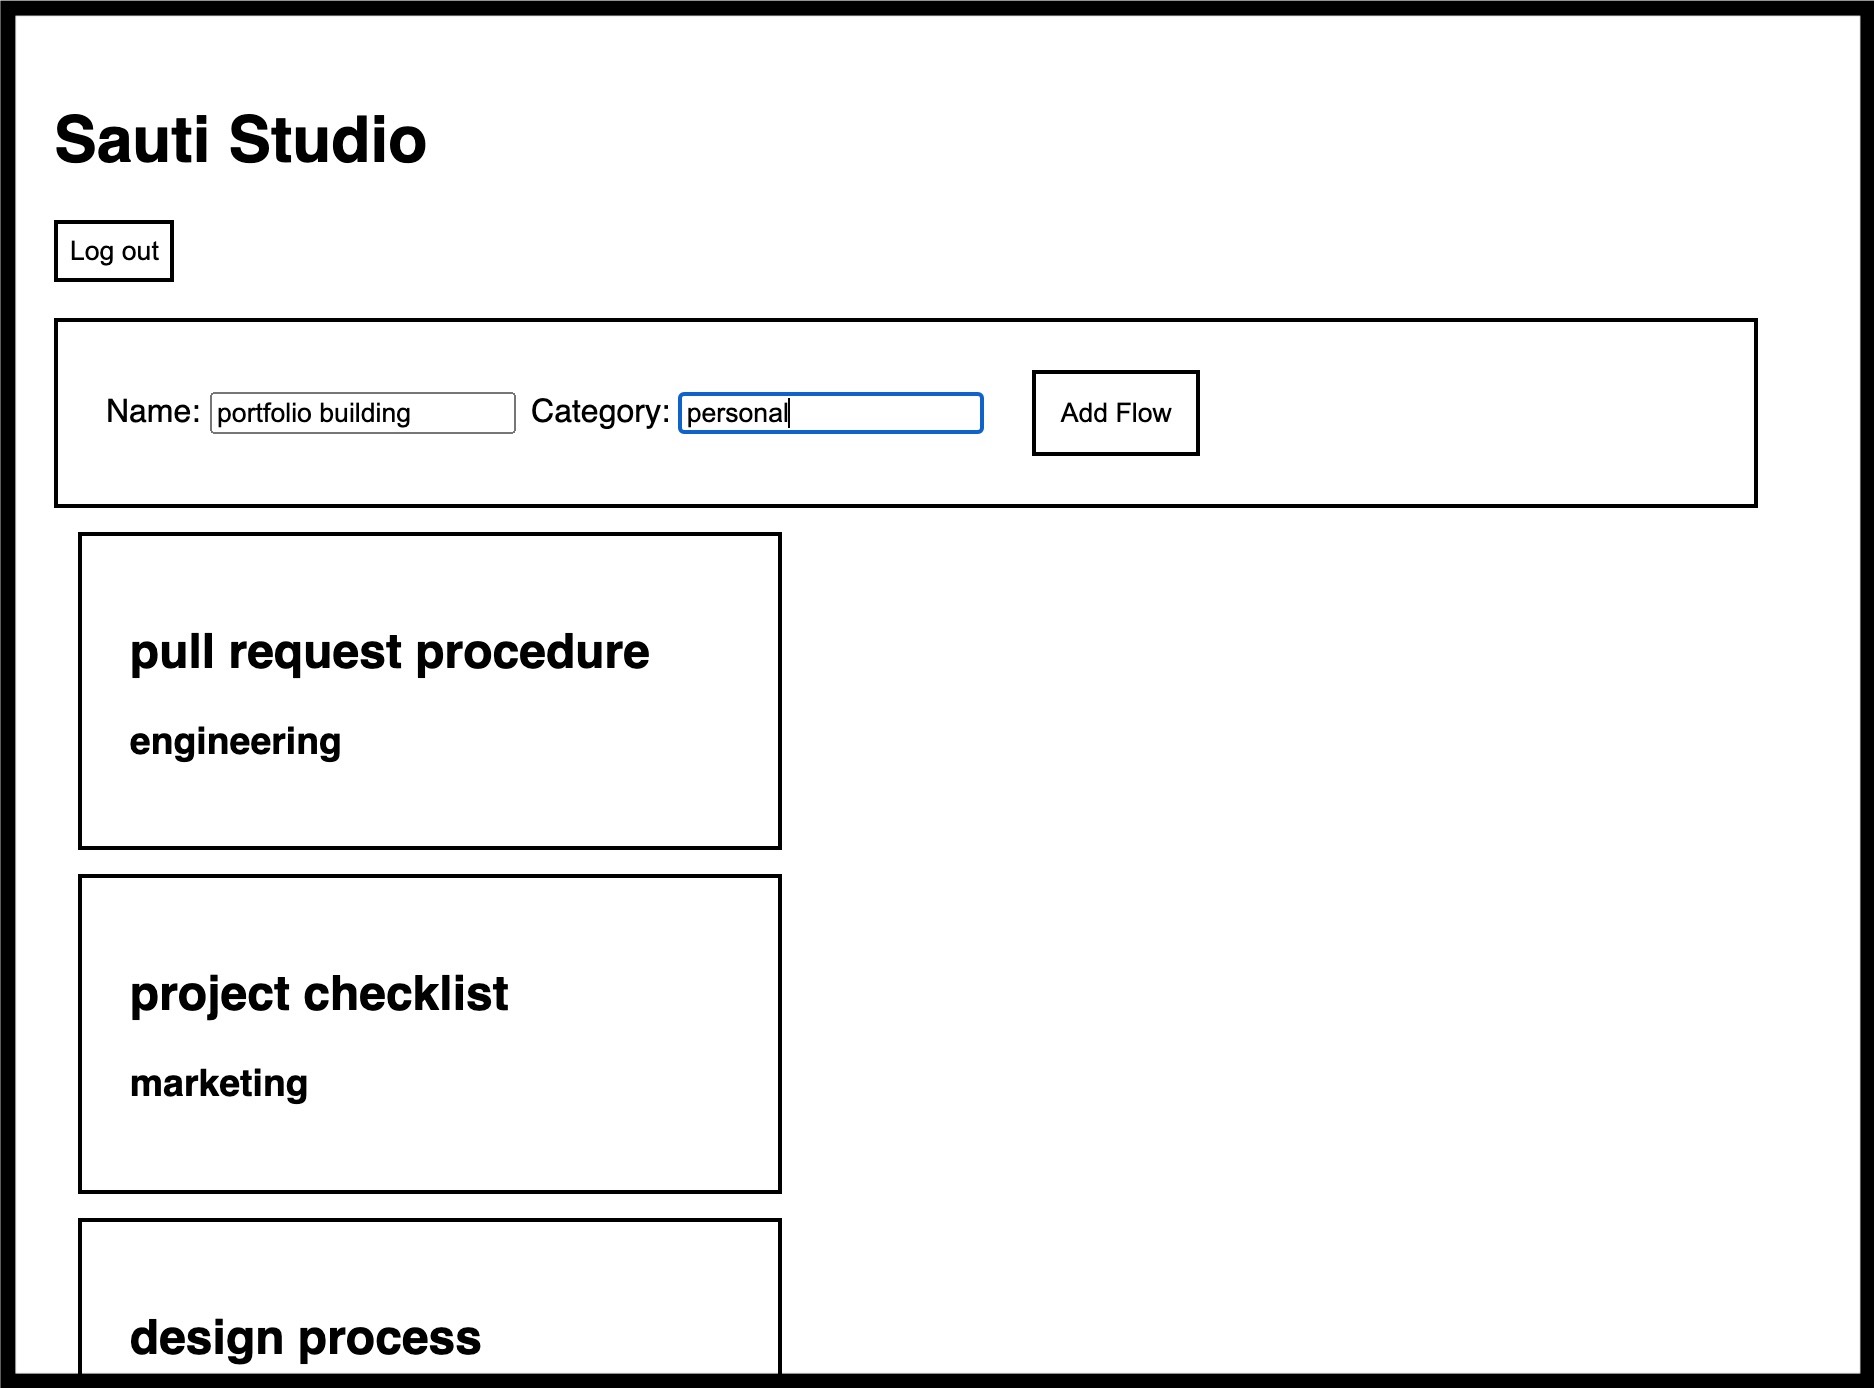 Sauti Studio
Log out
Name: portfolio building Category: personal Add Flow
pull request procedure
engineering
project checklist
marketing
design process